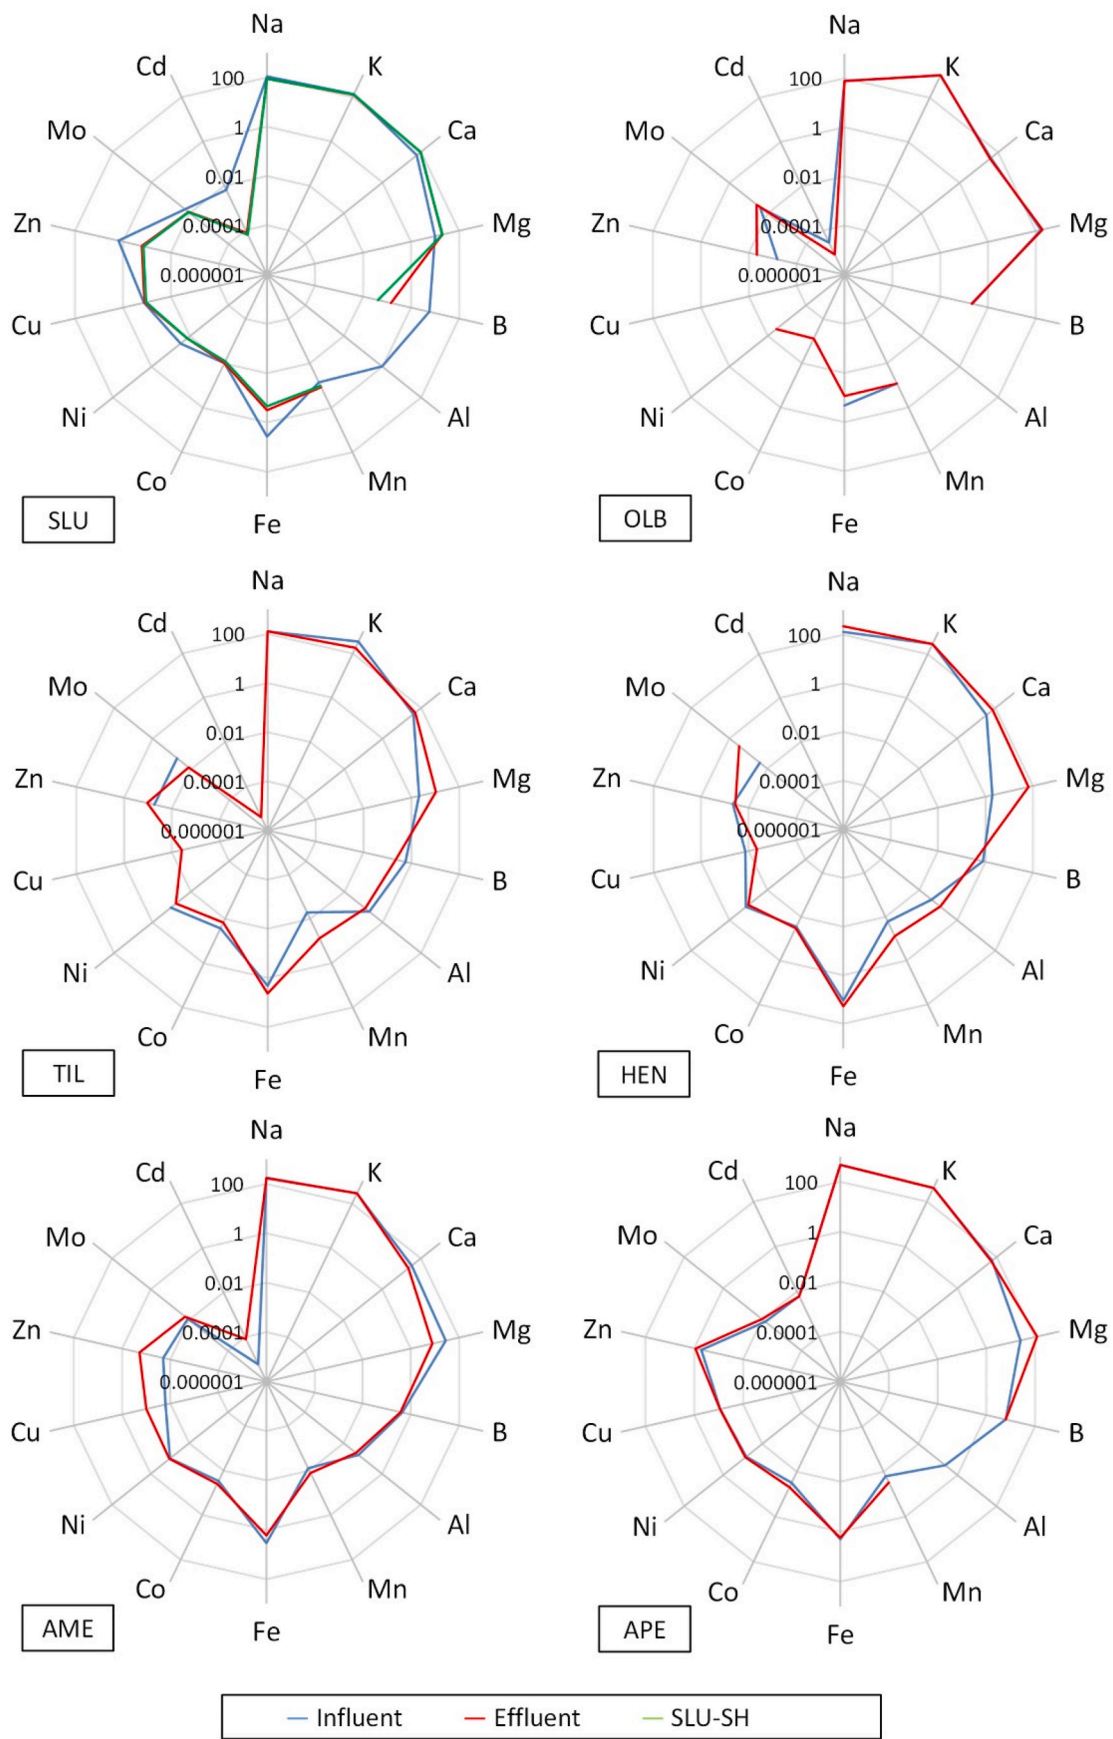 Na
Cd K
100
Mo 1 Ca
0.01
Zn 0.0001 Mg
0.000001
Cu B
Ni Al
Co Mn
SLU Fe
Na
Cd K
100
Mo 1 Ca
0.01
Zn 0.0001 Mg
0.000001
Cu B
Ni Al
Co Mn
OLB Fe
Na
Cd K
100
Mo 1 Ca
0.01
Zn 0.0001 Mg
0.000001
Cu B
Ni Al
Co Mn
TIL Fe
Na
Cd K
100
Mo 1 Ca
0.01
Zn 0.0001 Mg
0.000001
Cu B
Ni Al
Co Mn
HEN Fe
Na
Cd K
100
Mo 1 Ca
0.01
Zn 0.0001 Mg
0.000001
Cu B
Ni Al
Co Mn
AME Fe
Na
Cd K
100
Mo 1 Ca
0.01
Zn 0.0001 Mg
0.000001
Cu B
Ni Al
Co Mn
APE Fe
Influent Effluent SLU-SH